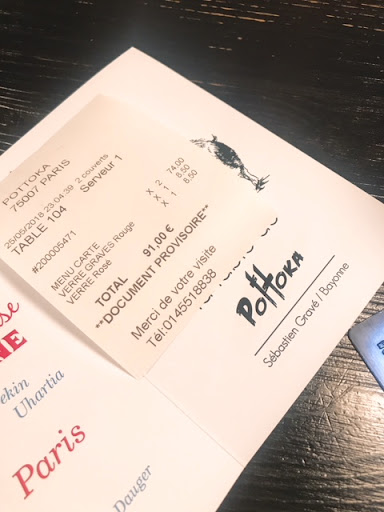 POTTOKA
75007 PARIS
25/05/2018 23:04:39 2 couverts
TABLE 104 Serveur 1
#200005471
MENU CARTE X 2 74.00
VERRE GRAVES Rouge X 1 8.50
VERRE Rosé X 1 8.50
TOTAL 91,00 €
**DOCUMENT PROVISOIRE**
Merci de votre visite
Tél:0145518838
POTTOKA
Sébastien Gravé / Bayonne
Uhartia
Paris
Dauger